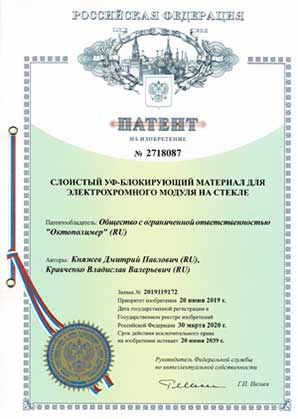 РОССИЙСКАЯ ФЕДЕРАЦИЯ
ПАТЕНТ
НА ИЗОБРЕТЕНИЕ
№ 2718087
СЛОИСТЫЙ УФ-БЛОКИРУЮЩИЙ МАТЕРИАЛ ДЛЯ
ЭЛЕКТРОХРОМНОГО МОДУЛЯ НА СТЕКЛЕ
Патентообладатель: Общество с ограниченной ответственностью
"Октополимер" (RU)
Авторы: Княжев Дмитрий Павлович (RU),
Кравченко Владислав Валерьевич (RU)
Заявка № 2019119172
Приоритет изобретения 20 июня 2019 г.
Дата государственной регистрации в
Государственном реестре изобретений
Российской Федерации 30 марта 2020 г.
Срок действия исключительного права
на изобретение истекает 20 июня 2039 г.
Руководитель Федеральной службы
по интеллектуальной собственности
Г.П. Ивлиев